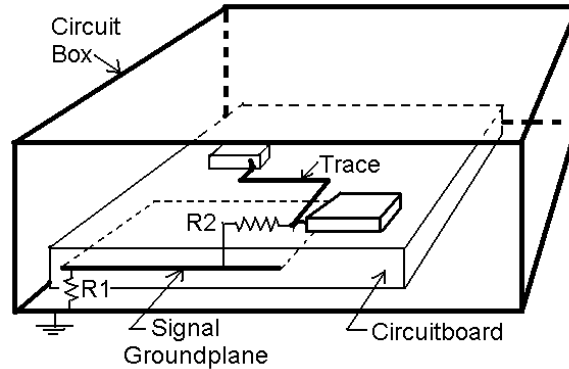 Circuit
Box
Trace
R2
R1
Signal
Groundplane
Circuitboard